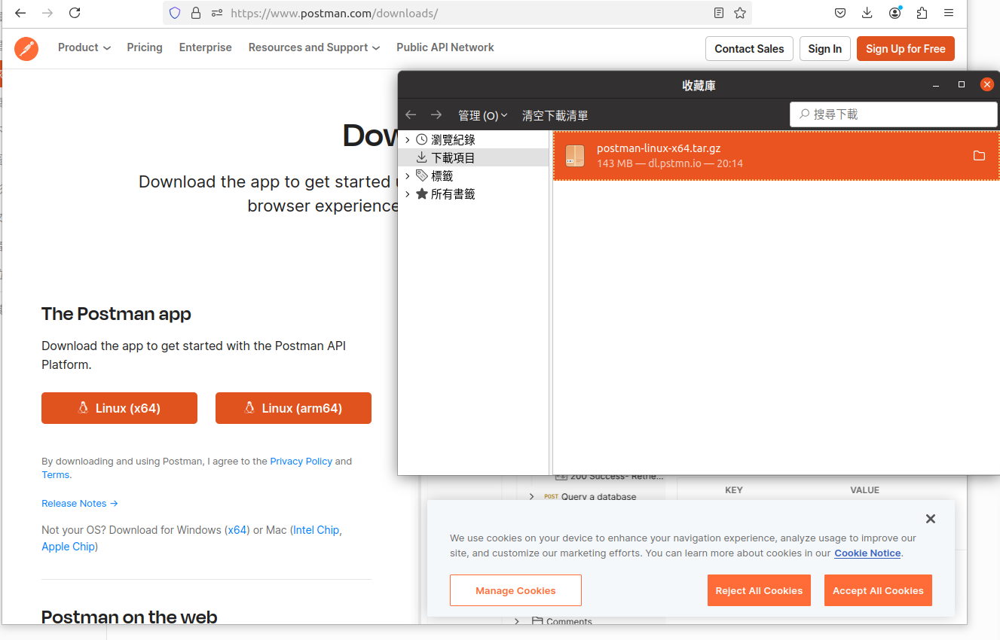 https://www.postman.com/downloads/
Product
Pricing
Enterprise
Resources and Support
Public API Network
Contact Sales
Sign In
Sign Up for Free
收藏庫
管理 (O)
清空下載清單
搜尋下載
瀏覽紀錄
下載項目
標籤
所有書籤
postman-linux-x64.tar.gz
143 MB — dl.pstmn.io — 20:14
Download the app to get started
browser experience
The Postman app
Download the app to get started with the Postman API
Platform.
Linux (x64)
Linux (arm64)
By downloading and using Postman, I agree to the Privacy Policy and
Terms.
Release Notes →
Not your OS? Download for Windows (x64) or Mac (Intel Chip,
Apple Chip)
Postman on the web
200 Success- Retrie...
POST Query a database
KEY
VALUE
We use cookies on your device to enhance your navigation experience, analyze usage to improve our
site, and customize our marketing efforts. You can learn more about cookies in our Cookie Notice.
Manage Cookies
Reject All Cookies
Accept All Cookies
Comments